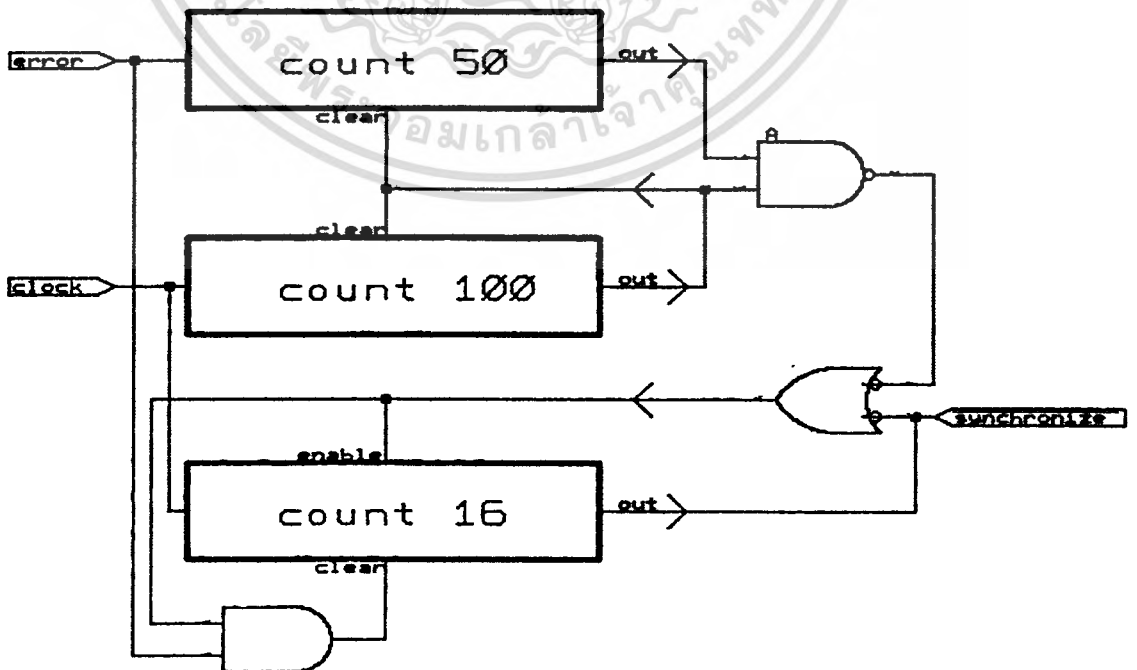 error
count 50
out
clear
A
clear
clock
count 100
out
synchronize
enable
count 16
out
clear